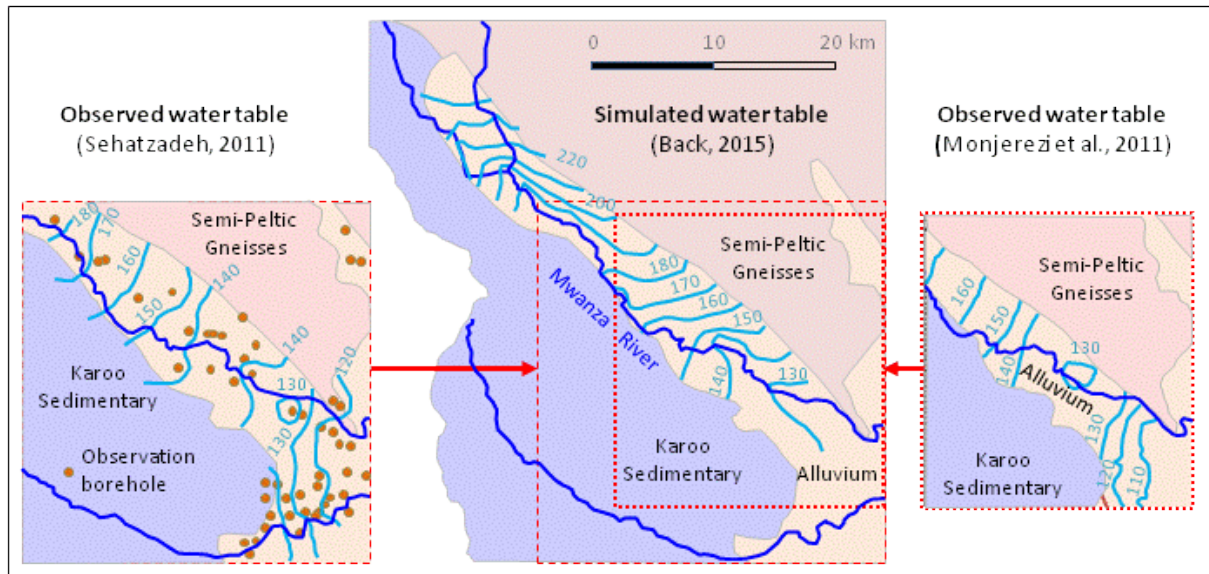 Observed water table
(Sehatzadeh, 2011)
180
170
160
150
140
140
130
120
130
Semi-Peltic
Gneisses
Karoo
Sedimentary
Observation
borehole
0 10 20 km
Simulated water table
(Back, 2015)
220
200
180
170
160
150
140
130
Semi-Peltic
Gneisses
Mwanza River
Karoo
Sedimentary
Alluvium
Observed water table
(Monjerezi et al., 2011)
160
150
140
130
130
120
110
Semi-Peltic
Gneisses
Alluvium
Karoo
Sedimentary